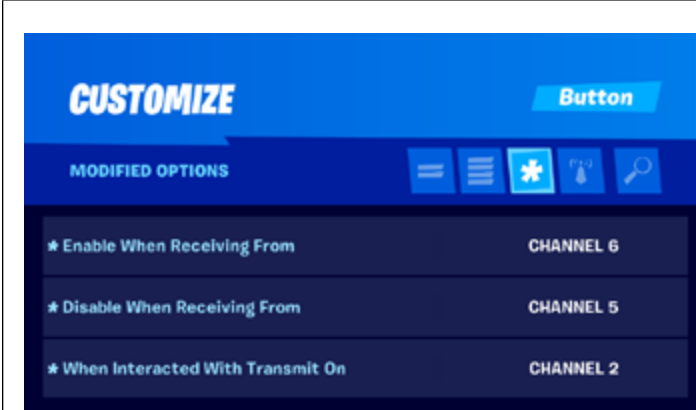 CUSTOMIZE
Button
MODIFIED OPTIONS
* Enable When Receiving From CHANNEL 6
* Disable When Receiving From CHANNEL 5
* When Interacted With Transmit On CHANNEL 2